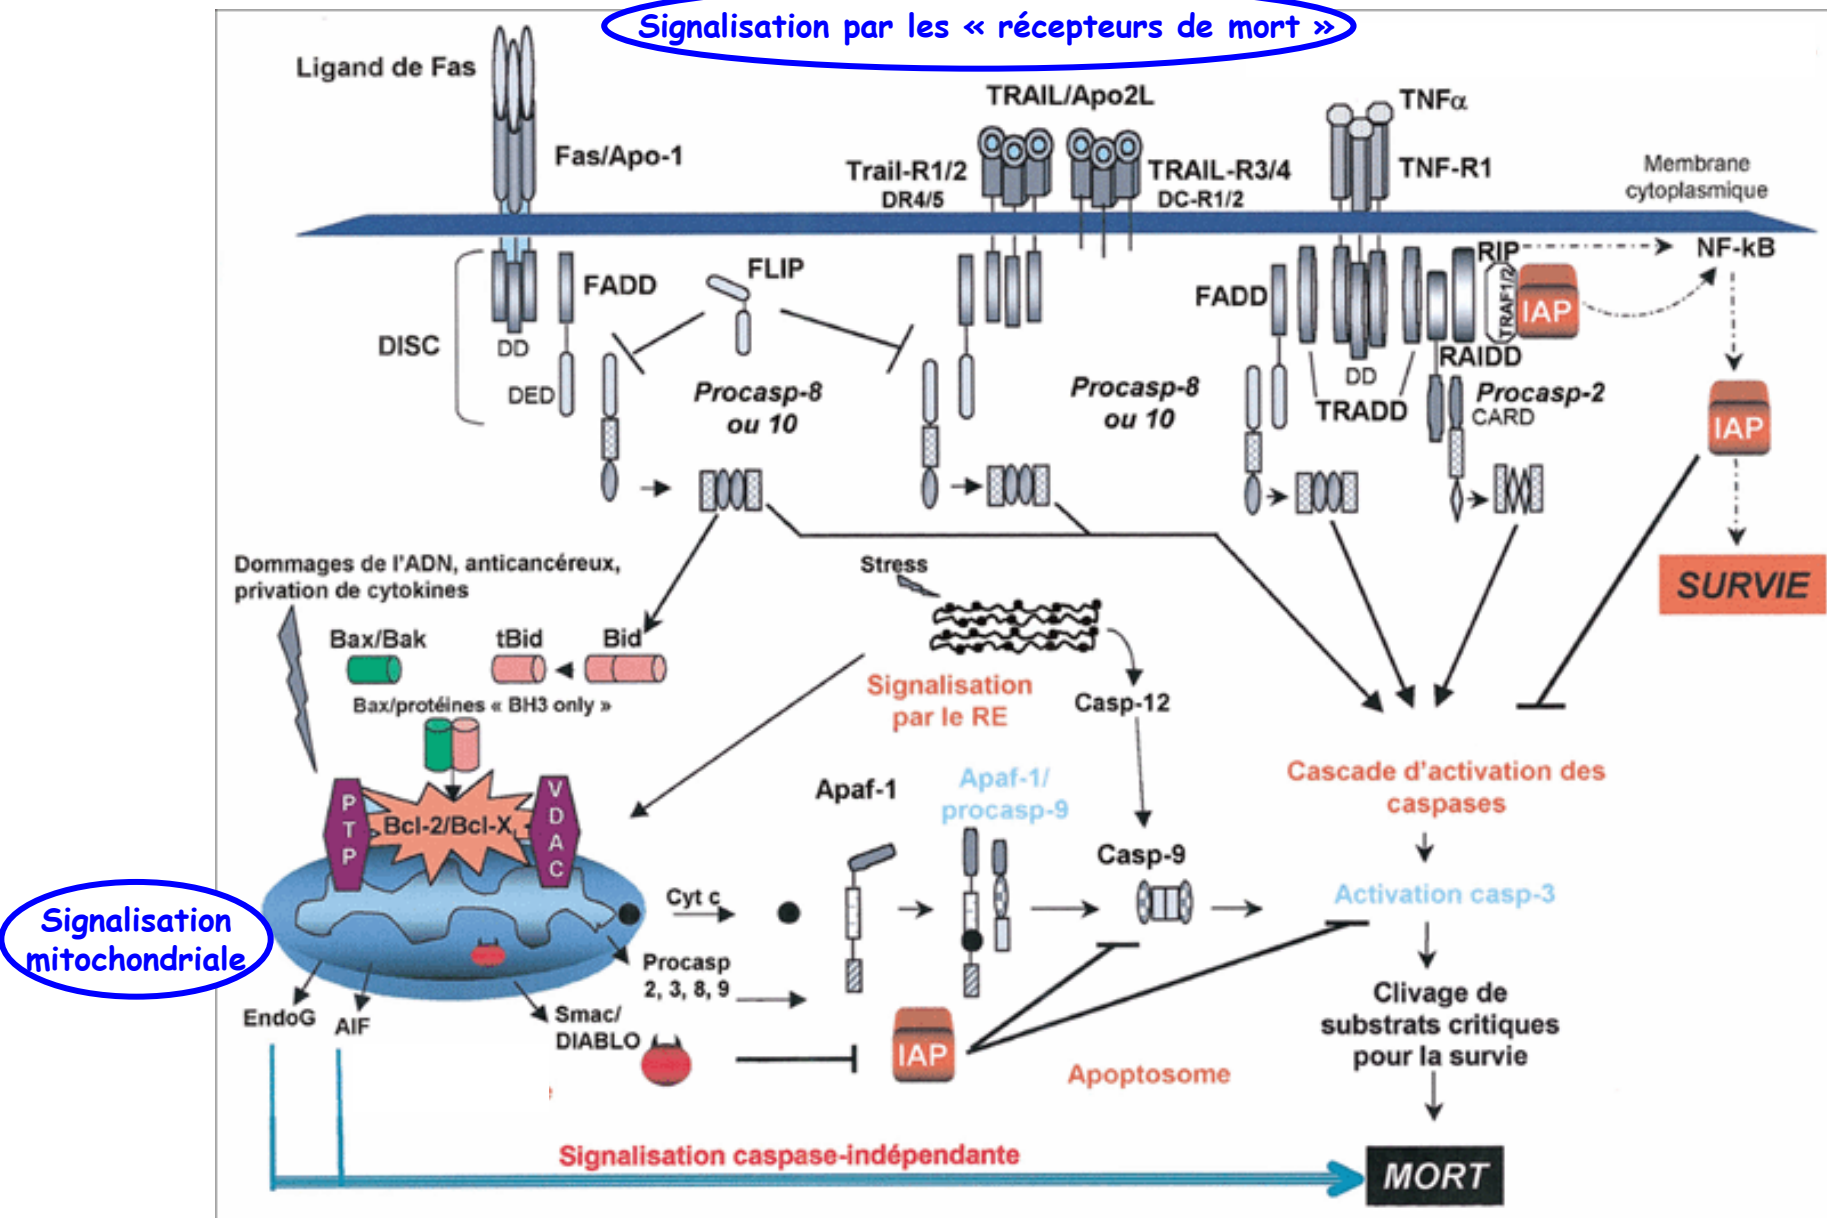 Signalisation par les « récepteurs de mort »
Ligand de Fas
Fas/Apo-1
TRAIL/Apo2L
Trail-R1/2
DR4/5
TRAIL-R3/4
DC-R1/2
TNFα
TNF-R1
Membrane
cytoplasmique
DISC
DD
DED
FADD
FLIP
Procasp-8
ou 10
Procasp-8
ou 10
FADD
TRADD
DD
RIP
TRAF1/2
IAP
RAIDD
Procasp-2
CARD
NF-kB
IAP
SURVIE
Dommages de l'ADN, anticancéreux,
privation de cytokines
Bax/Bak
tBid
Bid
Bax/protéines « BH3 only »
Stress
Signalisation
par le RE
Casp-12
PTP
Bcl-2/Bcl-XL
VDAC
Apaf-1
Apaf-1/
procasp-9
Casp-9
Cascade d'activation des
caspases
Activation casp-3
Signalisation
mitochondriale
Cyt c
Procasp
2, 3, 8, 9
EndoG
AIF
Smac/
DIABLO
IAP
Apoptosome
Clivage de
substrats critiques
pour la survie
Signalisation caspase-indépendante
MORT